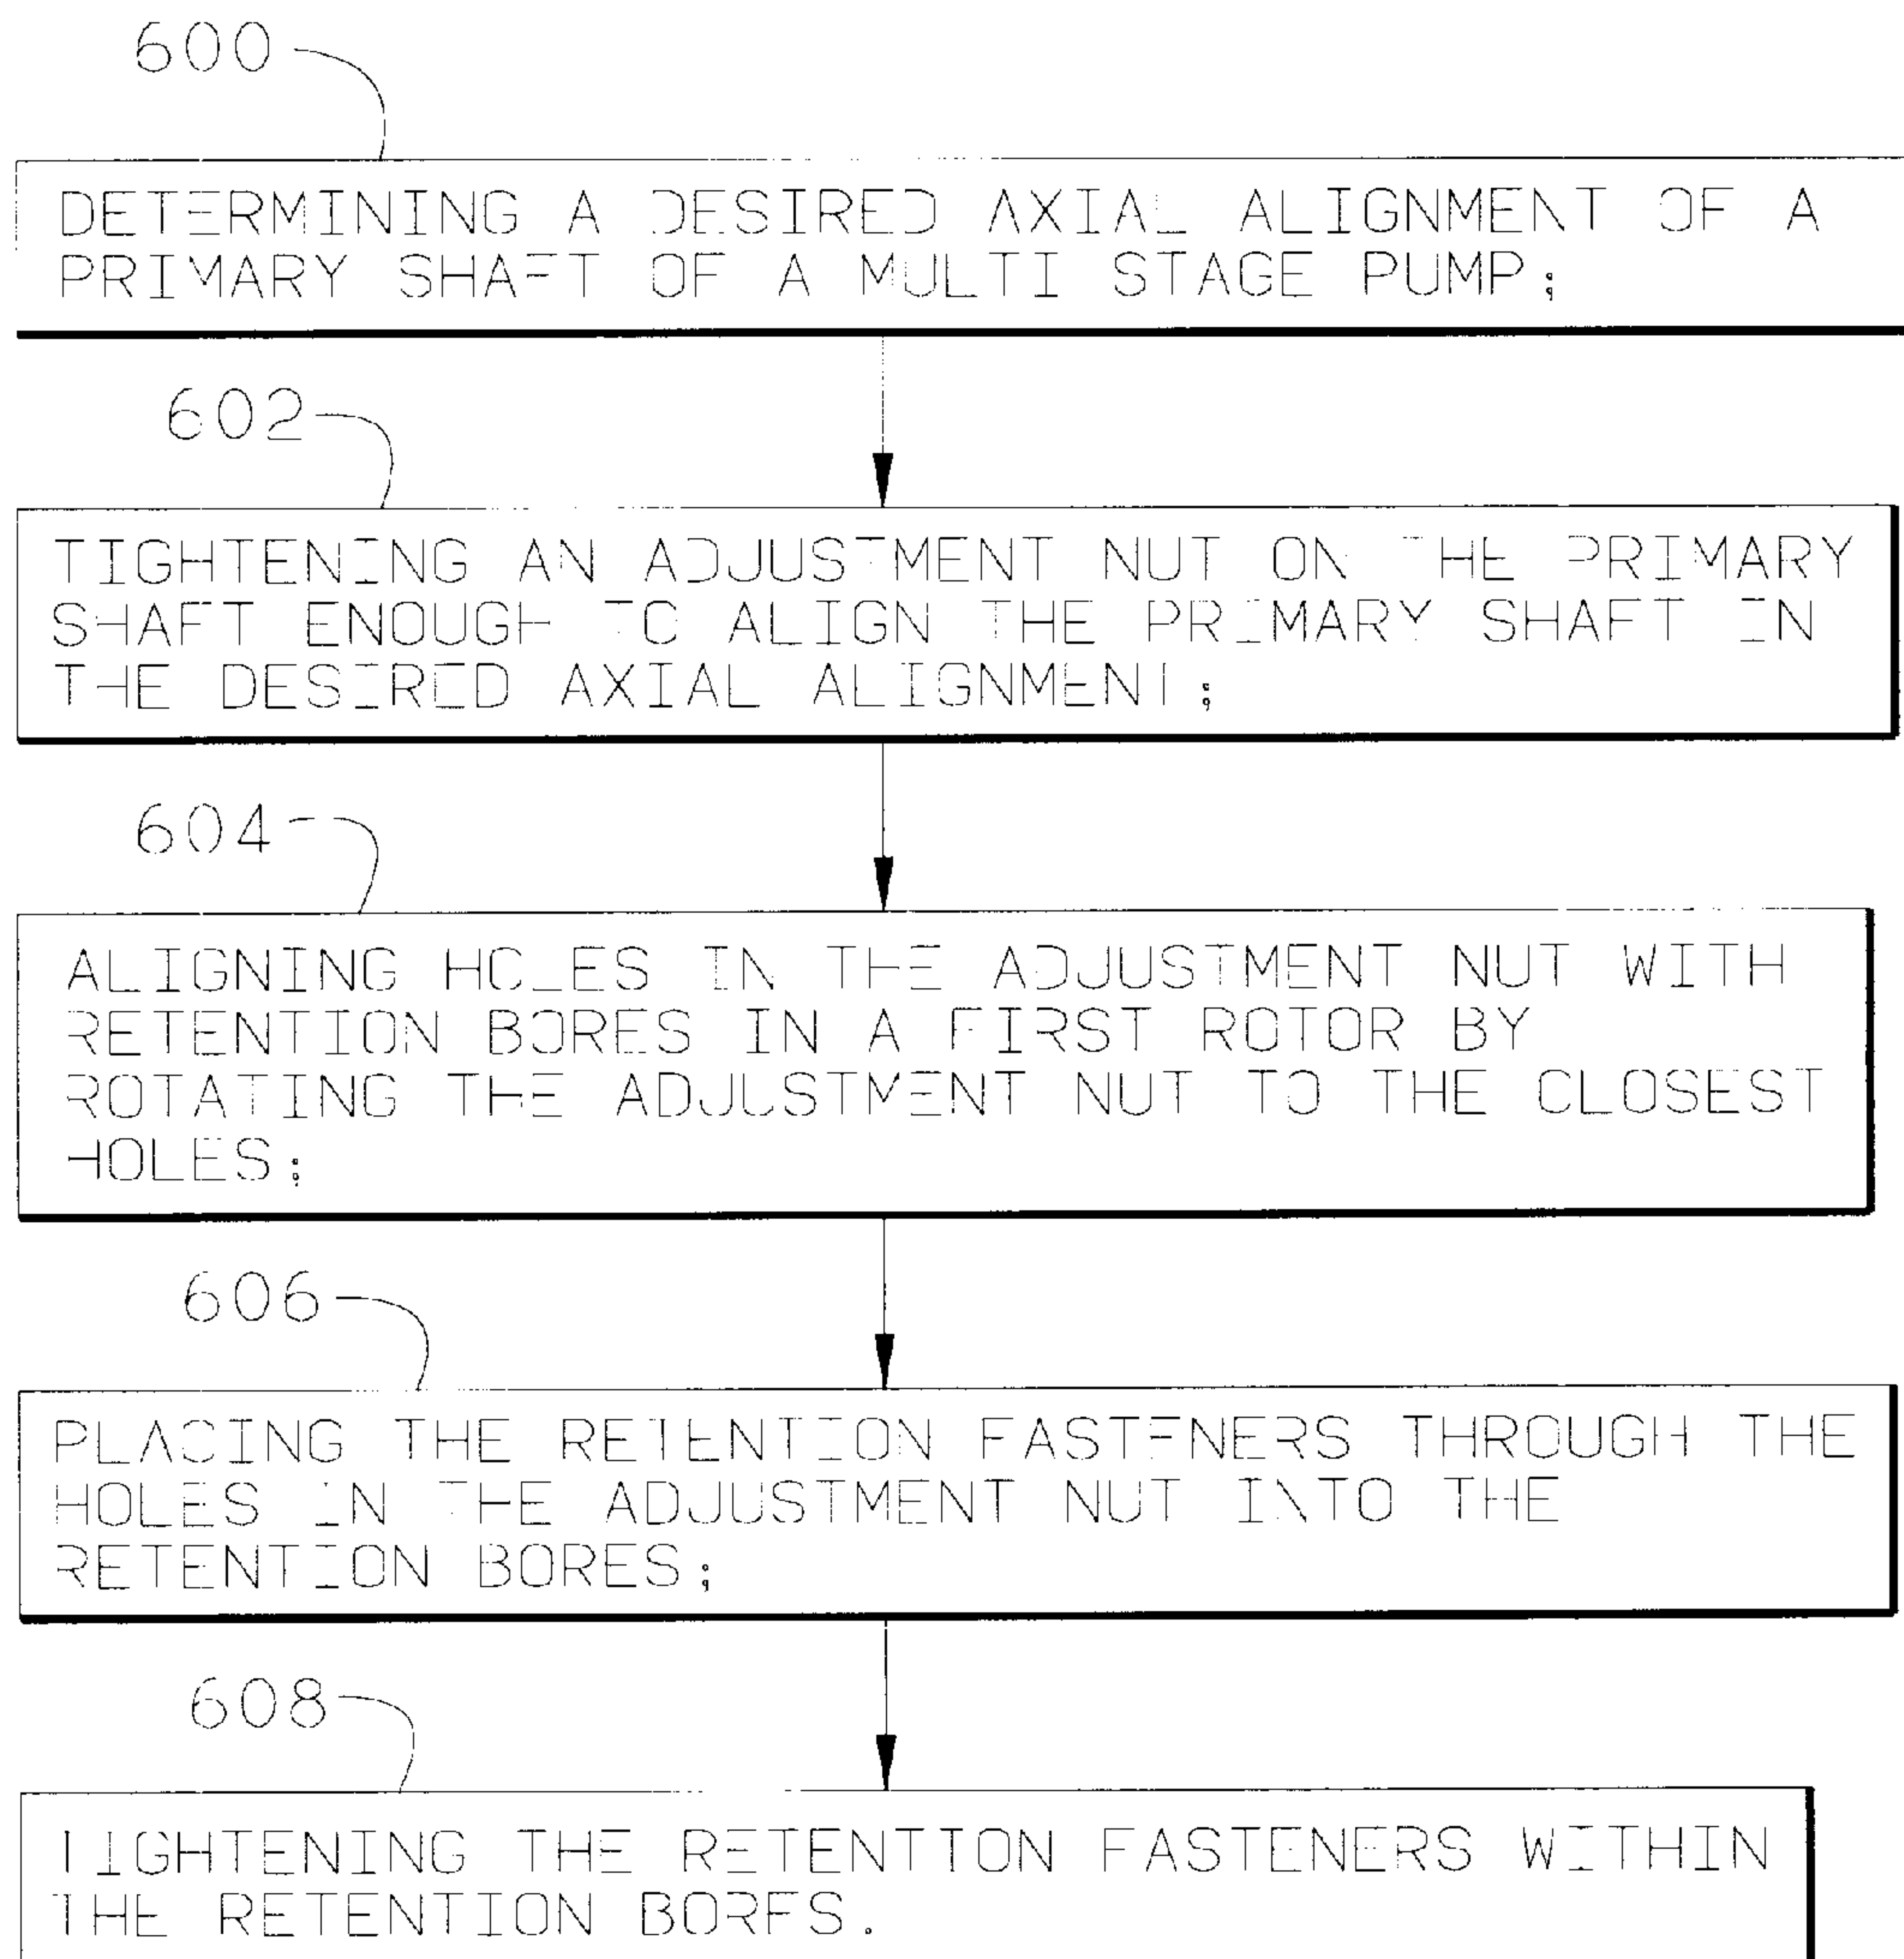 600
DETERMINING A DESIRED AXIAL ALIGNMENT OF A
PRIMARY SHAFT OF A MULTI STAGE PUMP;
602
TIGHTENING AN ADJUSTMENT NUT ON THE PRIMARY
SHAFT ENOUGH TO ALIGN THE PRIMARY SHAFT IN
THE DESIRED AXIAL ALIGNMENT;
604
ALIGNING HOLES IN THE ADJUSTMENT NUT WITH
RETENTION BORES IN A FIRST ROTOR BY
ROTATING THE ADJUSTMENT NUT TO THE CLOSEST
HOLES;
606
PLACING THE RETENTION FASTENERS THROUGH THE
HOLES IN THE ADJUSTMENT NUT INTO THE
RETENTION BORES;
608
TIGHTENING THE RETENTION FASTENERS WITHIN
THE RETENTION BORES.